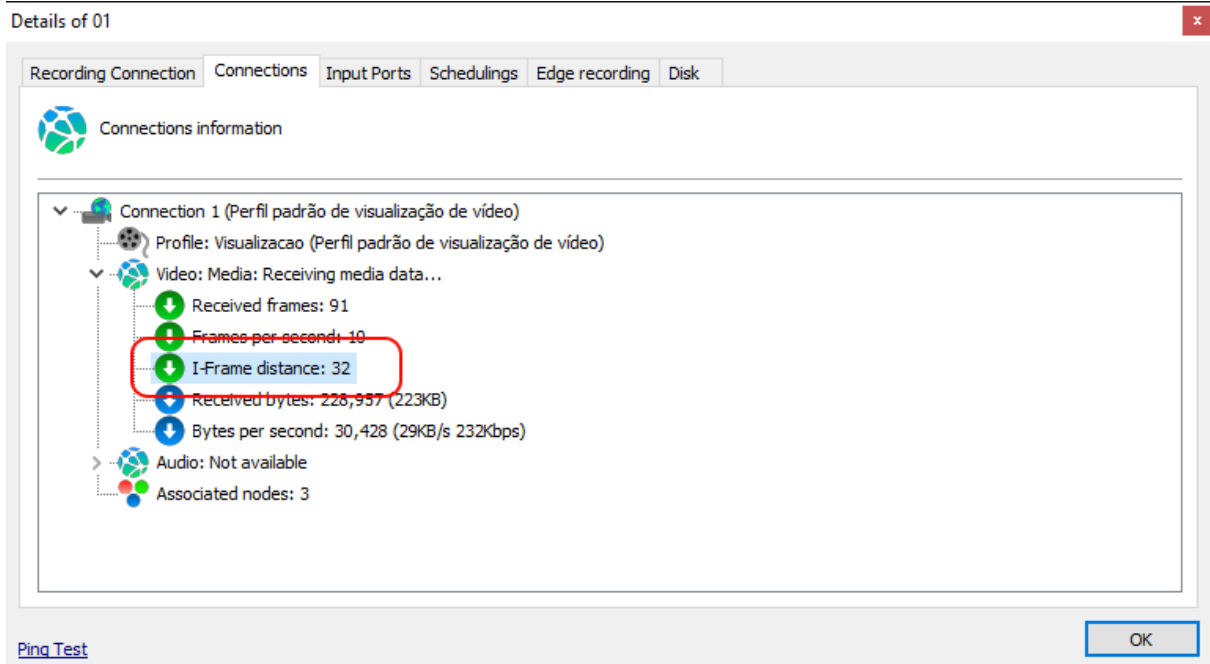 Details of 01
x
Recording Connection Connections Input Ports Schedulings Edge recording Disk
Connections information
Connection 1 (Perfil padrão de visualização de vídeo)
Profile: Visualizacao (Perfil padrão de visualização de vídeo)
Video: Media: Receiving media data...
Received frames: 91
Frames per second: 10
I-Frame distance: 32
Received bytes: 228,957 (223KB)
Bytes per second: 30,428 (29KB/s 232Kbps)
Audio: Not available
Associated nodes: 3
Ping Test
OK